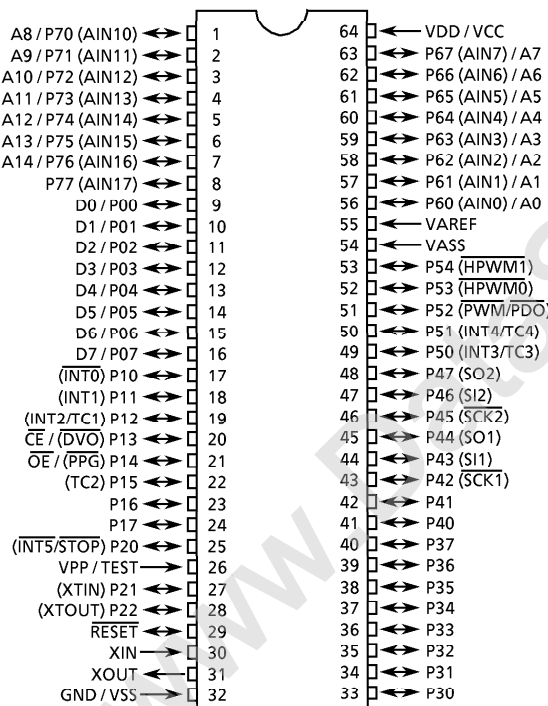 A8 / P70 (AIN10) 1 64 VDD / VCC
A9 / P71 (AIN11) 2 63 P67 (AIN7) / A7
A10 / P72 (AIN12) 3 62 P66 (AIN6) / A6
A11 / P73 (AIN13) 4 61 P65 (AIN5) / A5
A12 / P74 (AIN14) 5 60 P64 (AIN4) / A4
A13 / P75 (AIN15) 6 59 P63 (AIN3) / A3
A14 / P76 (AIN16) 7 58 P62 (AIN2) / A2
P77 (AIN17) 8 57 P61 (AIN1) / A1
D0 / P00 9 56 P60 (AIN0) / A0
D1 / P01 10 55 VAREF
D2 / P02 11 54 VASS
D3 / P03 12 53 P54 (HPWM1)
D4 / P04 13 52 P53 (HPWM0)
D5 / P05 14 51 P52 (PWM/PDO)
D6 / P06 15 50 P51 (INT4/TC4)
D7 / P07 16 49 P50 (INT3/TC3)
(INT0) P10 17 48 P47 (SO2)
(INT1) P11 18 47 P46 (SI2)
(INT2/TC1) P12 19 46 P45 (SCK2)
CE / (DVO) P13 20 45 P44 (SO1)
OE / (PPG) P14 21 44 P43 (SI1)
(TC2) P15 22 43 P42 (SCK1)
P16 23 42 P41
P17 24 41 P40
(INT5/STOP) P20 25 40 P37
VPP / TEST 26 39 P36
(XTIN) P21 27 38 P35
(XTOUT) P22 28 37 P34
RESET 29 36 P33
XIN 30 35 P32
XOUT 31 34 P31
GND / VSS 32 33 P30
www.Datas